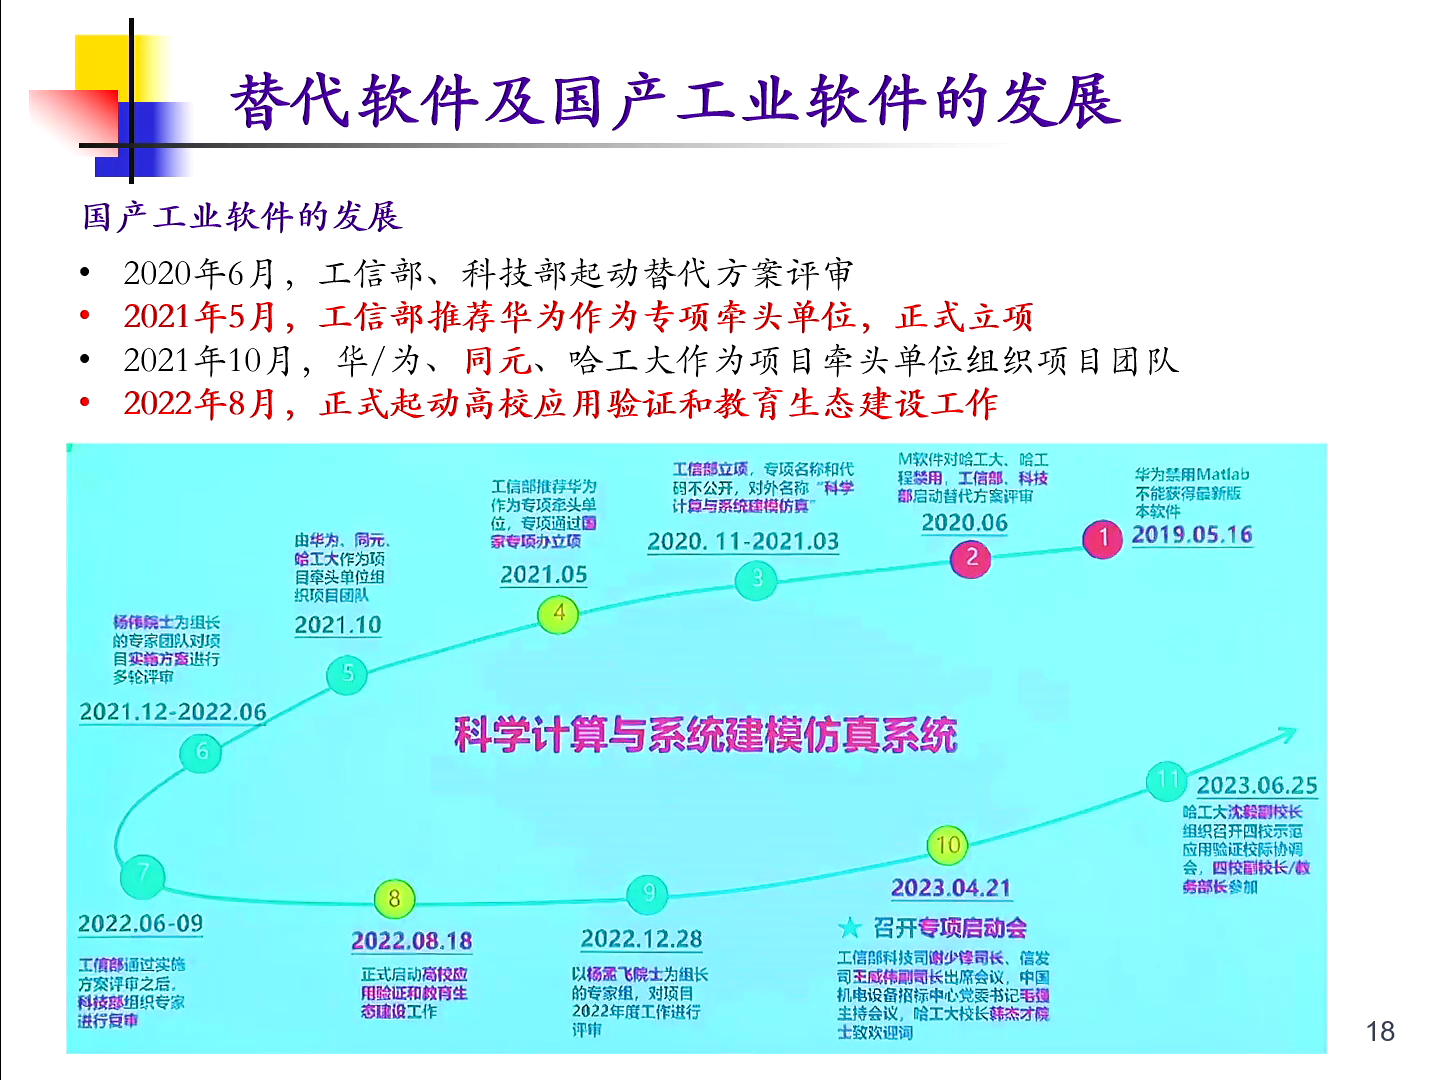 替代软件及国产工业软件的发展
国产工业软件的发展
• 2020年6月，工信部、科技部起动替代方案评审
• 2021年5月，工信部推荐华为作为专项牵头单位，正式立项
• 2021年10月，华/为、同元、哈工大作为项目牵头单位组织项目团队
• 2022年8月，正式起动高校应用验证和教育生态建设工作
华为禁用Matlab
不能获得最新版
本软件
2019.05.16
1
M软件对哈工大、哈工
程禁用，工信部、科技
部启动替代方案评审
2020.06
2
工信部立项，专项名称和代
码不公开，对外名称“科学
计算与系统建模仿真”
2020. 11-2021.03
3
工信部推荐华为
作为专项牵头单
位，专项通过国
家专项办立项
2021.05
4
由华为、同元、
哈工大作为项
目牵头单位组
织项目团队
2021.10
5
杨伟院士为组长
的专家团队对项
目实施方案进行
多轮评审
2021.12-2022.06
6
科学计算与系统建模仿真系统
7
2022.06-09
工信部通过实施
方案评审之后，
科技部组织专家
进行复审
8
2022.08.18
正式启动高校应
用验证和教育生
态建设工作
9
2022.12.28
以杨孟飞院士为组长
的专家组，对项目
2022年度工作进行
评审
10
2023.04.21
召开专项启动会
工信部科技司谢少锋司长、信发
司王威伟副司长出席会议，中国
机电设备招标中心党委书记毛强
主持会议，哈工大校长韩杰才院
士致欢迎词
11
2023.06.25
哈工大沈毅副校长
组织召开四校示范
应用验证校际协调
会，四校副校长/教
务部长参加
18